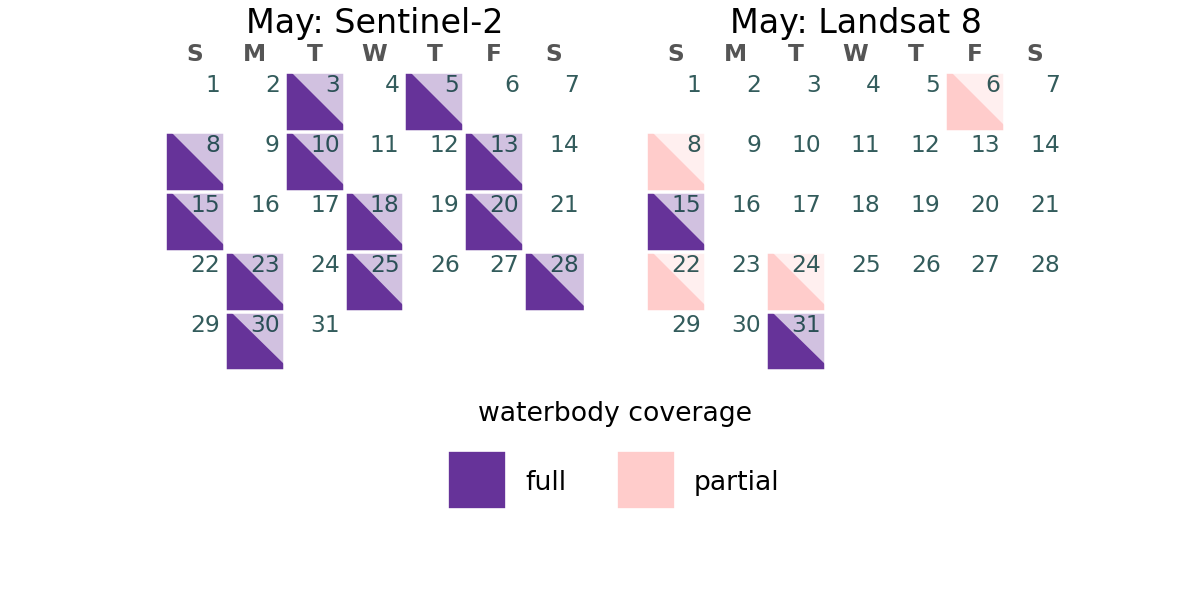 May: Sentinel-2
S M T W T F S
1 2 3 4 5 6 7
8 9 10 11 12 13 14
15 16 17 18 19 20 21
22 23 24 25 26 27 28
29 30 31
May: Landsat 8
S M T W T F S
1 2 3 4 5 6 7
8 9 10 11 12 13 14
15 16 17 18 19 20 21
22 23 24 25 26 27 28
29 30 31
waterbody coverage
full partial